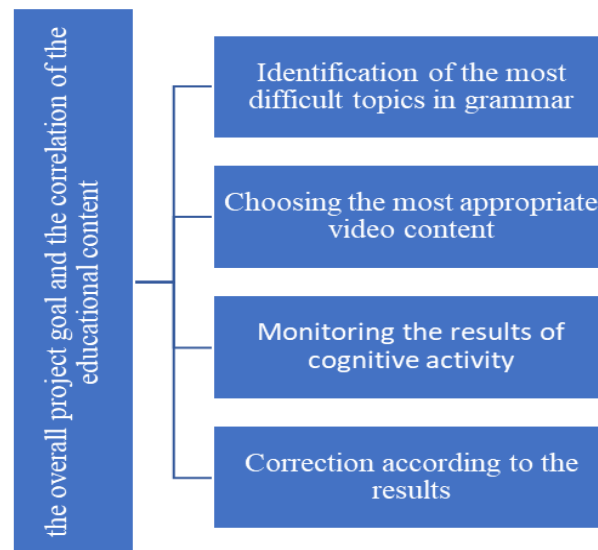 the overall project goal and the correlation of the
educational content
Identification of the most
difficult topics in grammar
Choosing the most appropriate
video content
Monitoring the results of
cognitive activity
Correction according to the
results